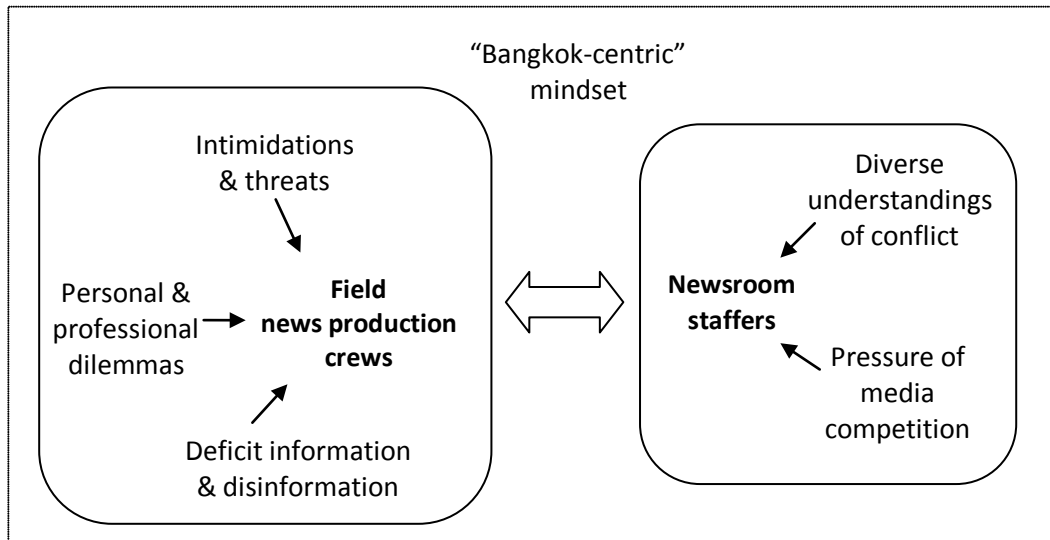 “Bangkok-centric”
mindset
Intimidations
& threats
Personal &
professional
dilemmas
Field
news production
crews
Deficit information
& disinformation
Diverse
understandings
of conflict
Newsroom
staffers
Pressure of
media
competition